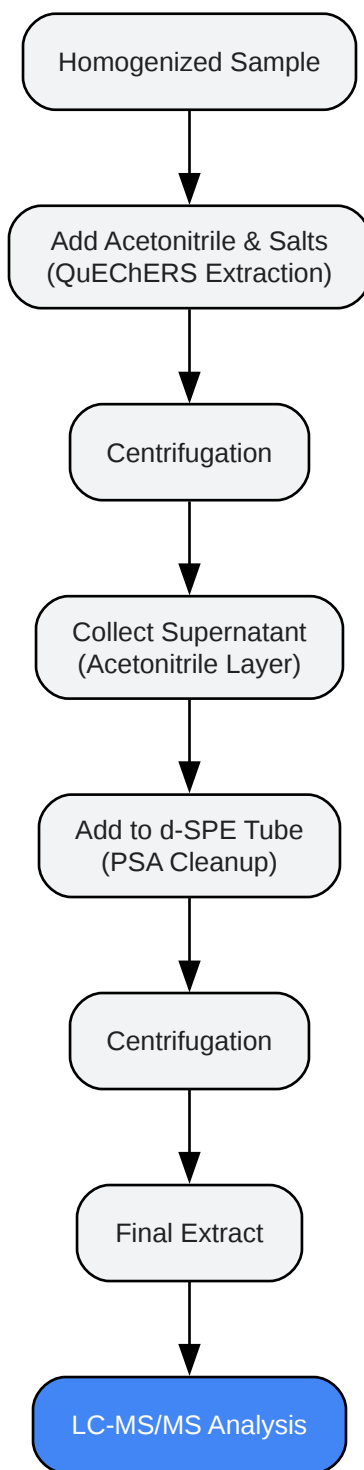 Homogenized Sample
Add Acetonitrile & Salts
(QuEChERS Extraction)
Centrifugation
Collect Supernatant
(Acetonitrile Layer)
Add to d-SPE Tube
(PSA Cleanup)
Centrifugation
Final Extract
LC-MS/MS Analysis